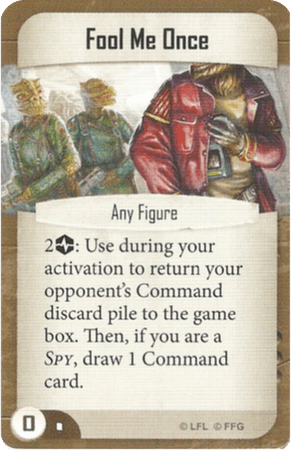 Fool Me Once
Any Figure
2: Use during your
activation to return your
opponent's Command
discard pile to the game
box. Then, if you are a
SPY, draw 1 Command
card.
0
© LFL © FFG